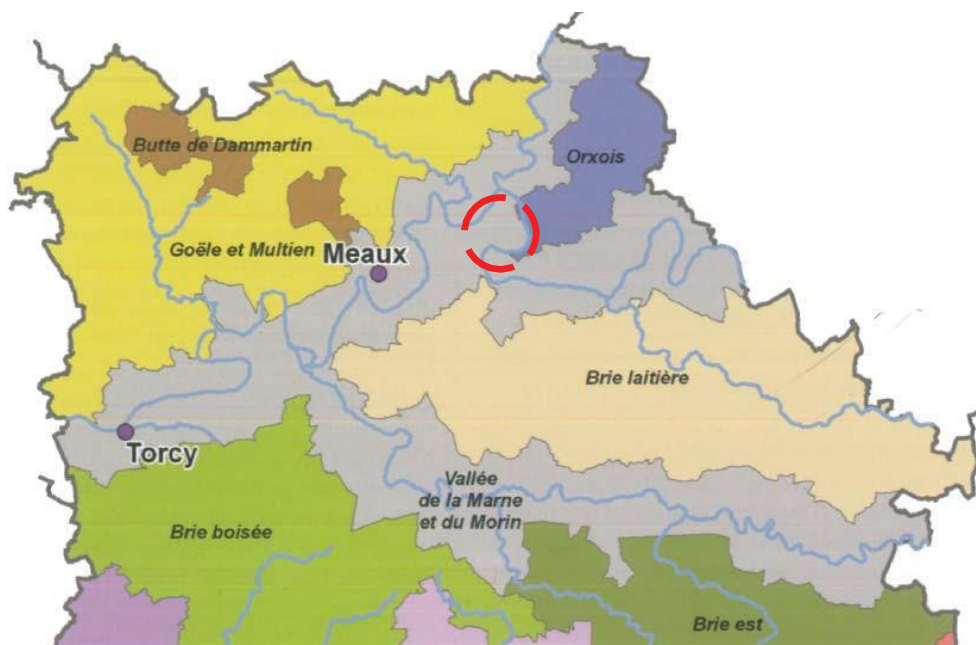 Butte de Dammartin
Orxois
Goële et Multien
Meaux
Brie laitière
Torcy
Vallée
de la Marne
et du Morin
Brie boisée
Brie est